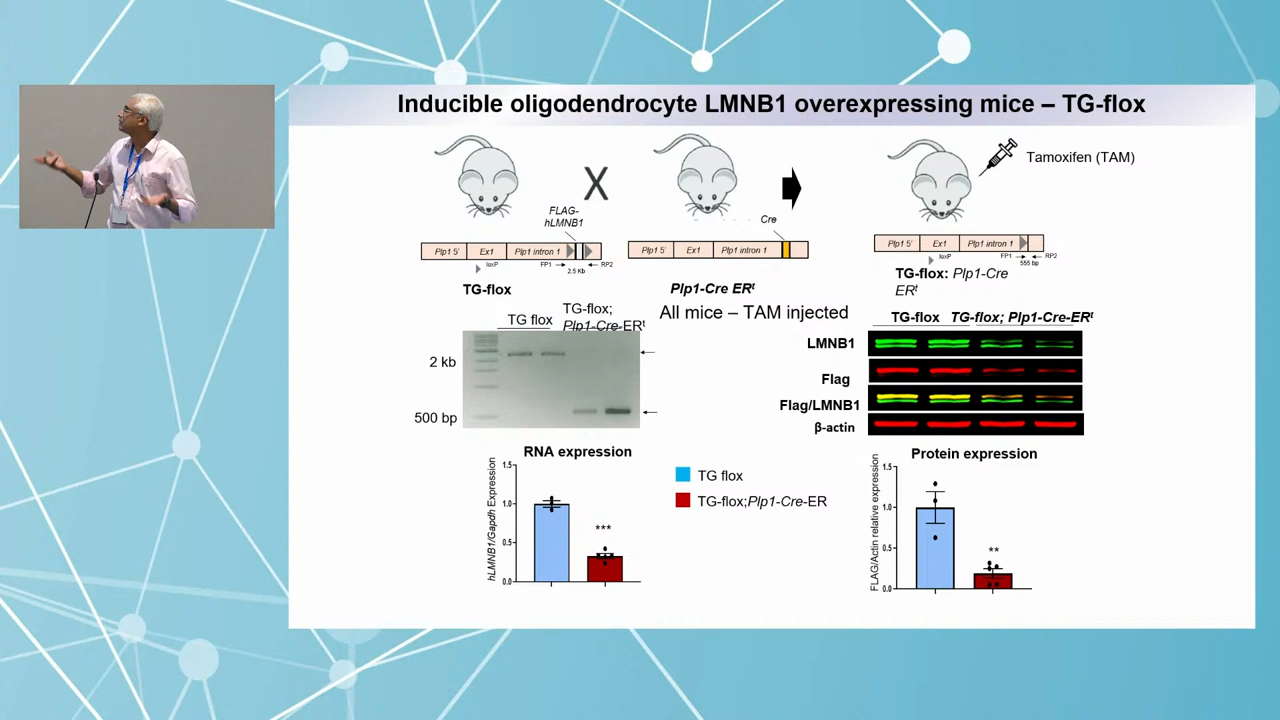 Inducible oligodendrocyte LMNB1 overexpressing mice – TG-flox
Tamoxifen (TAM)
X
FLAG-
hLMNB1
Cre
Plp1 5' Ex1 Plp1 intron 1
loxP FP1 RP2
2.5 Kb
TG-flox
Plp1 5' Ex1 Plp1 intron 1
Plp1-Cre ERt
Plp1 5' Ex1 Plp1 intron 1
loxP FP1 RP2
555 bp
TG-flox: Plp1-Cre
ERt
All mice – TAM injected
TG flox
TG-flox;
Plp1-Cre-ERt
2 kb
500 bp
TG-flox TG-flox; Plp1-Cre-ERt
LMNB1
Flag
Flag/LMNB1
β-actin
RNA expression
hLMNB1/Gapdh Expression
1.5
1.0
0.5
0.0
***
TG flox
TG-flox;Plp1-Cre-ER
Protein expression
FLAG/Actin relative expression
1.5
1.0
0.5
0.0
**